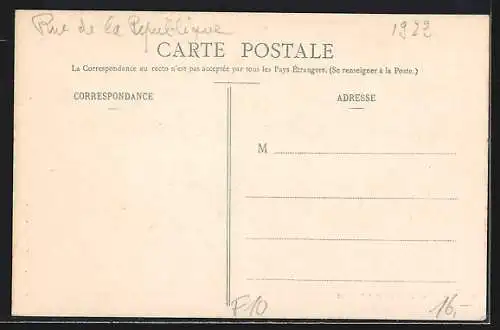 Rue de la Republique
1922
CARTE POSTALE
La Correspondance au recto n'est pas acceptée par tous les Pays Étrangers. (Se renseigner à la Poste.)
CORRESPONDANCE
ADRESSE
M
F10
16,-